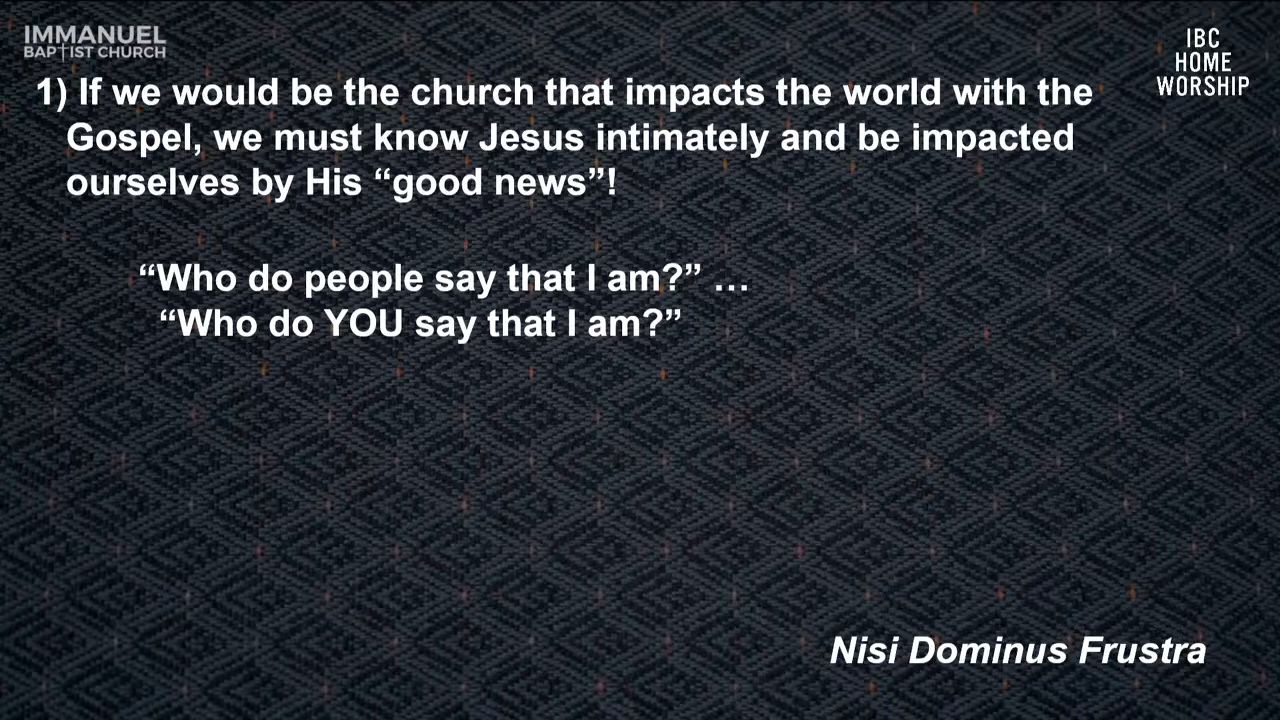 IMMANUEL
BAPTIST CHURCH
IBC
HOME
WORSHIP
1) If we would be the church that impacts the world with the
Gospel, we must know Jesus intimately and be impacted
ourselves by His “good news”!
“Who do people say that I am?” …
“Who do YOU say that I am?”
Nisi Dominus Frustra